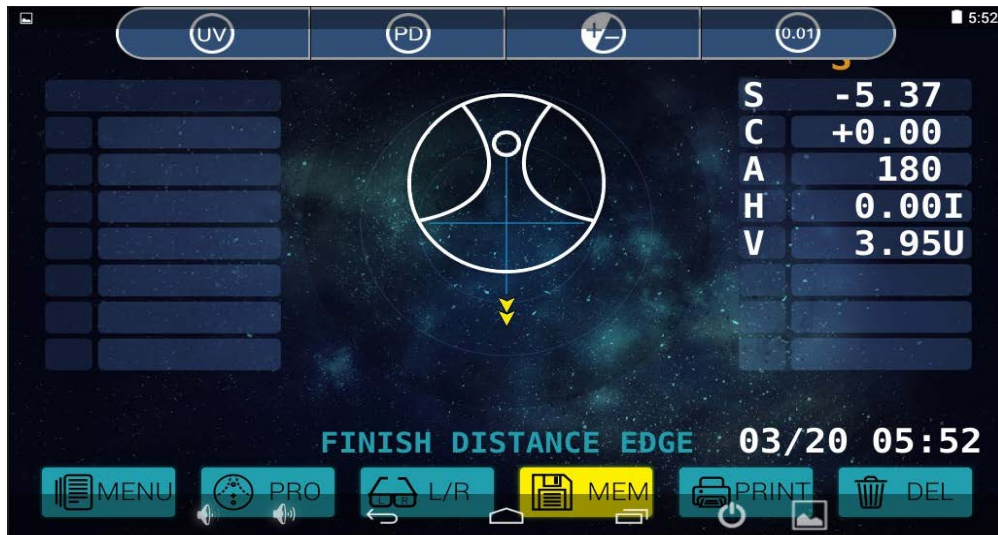 5:52
UV PD +/- 0.01
S
S -5.37
C +0.00
A 180
H 0.00I
V 3.95U
FINISH DISTANCE EDGE 03/20 05:52
MENU PRO L R L/R MEM PRINT DEL